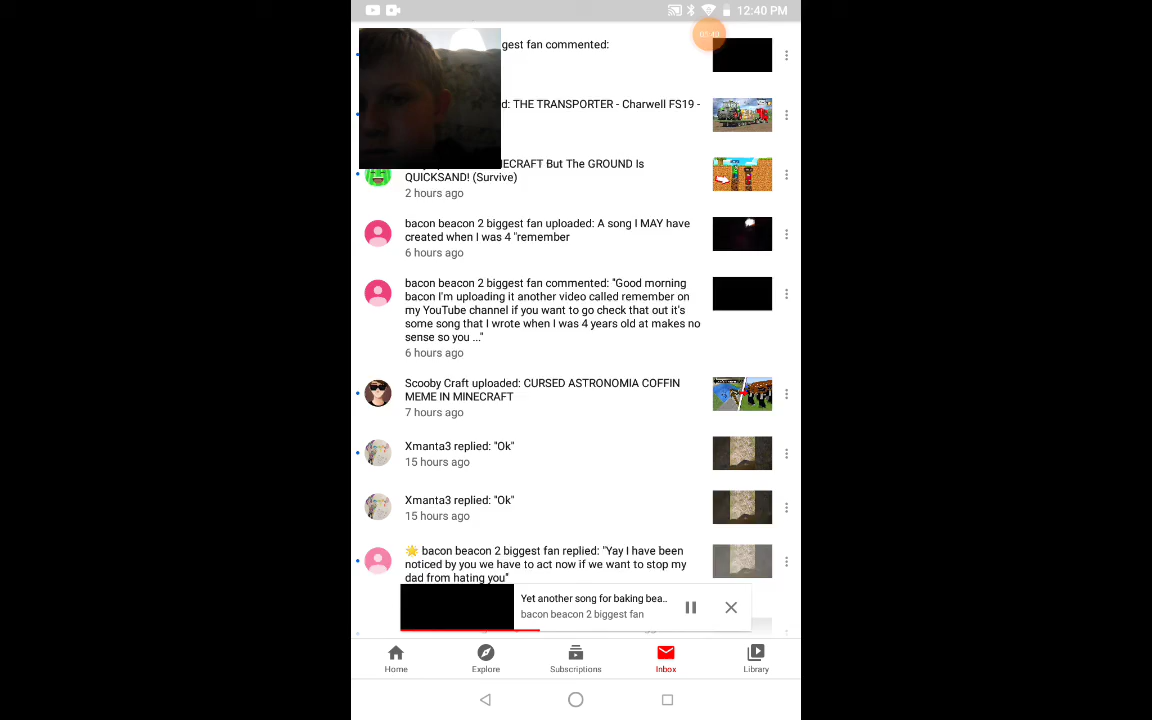 12:40 PM
gest fan commented:
d: THE TRANSPORTER - Charwell FS19 -
ECRAFT But The GROUND Is
QUICKSAND! (Survive)
2 hours ago
bacon beacon 2 biggest fan uploaded: A song I MAY have
created when I was 4 "remember
6 hours ago
bacon beacon 2 biggest fan commented: "Good morning
bacon I'm uploading it another video called remember on
my YouTube channel if you want to go check that out it's
some song that I wrote when I was 4 years old at makes no
sense so you ..."
6 hours ago
Scooby Craft uploaded: CURSED ASTRONOMIA COFFIN
MEME IN MINECRAFT
7 hours ago
Xmanta3 replied: "Ok"
15 hours ago
Xmanta3 replied: "Ok"
15 hours ago
🌟 bacon beacon 2 biggest fan replied: "Yay I have been
noticed by you we have to act now if we want to stop my
dad from hating you"
Yet another song for baking bea..
bacon beacon 2 biggest fan
Home
Explore
Subscriptions
Inbox
Library